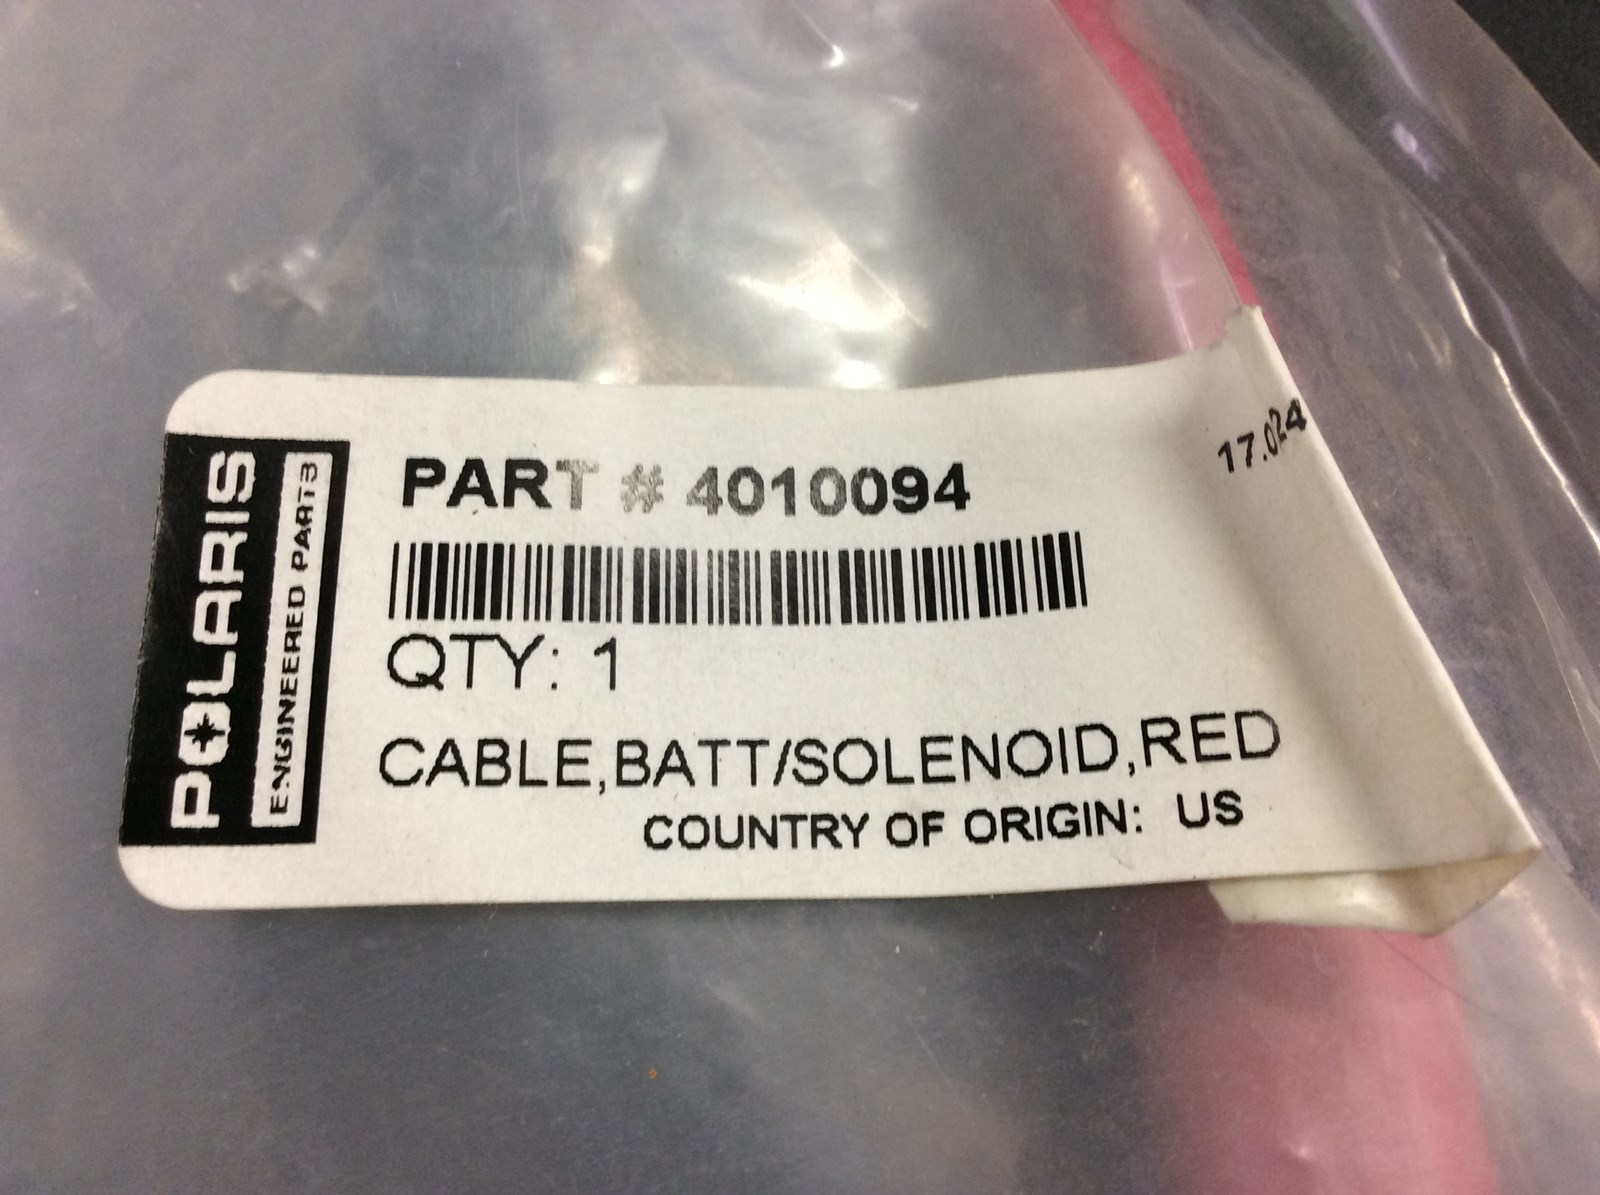 POLARIS
ENGINEERED PARTS
PART # 4010094
17.024
QTY: 1
CABLE,BATT/SOLENOID,RED
COUNTRY OF ORIGIN: US